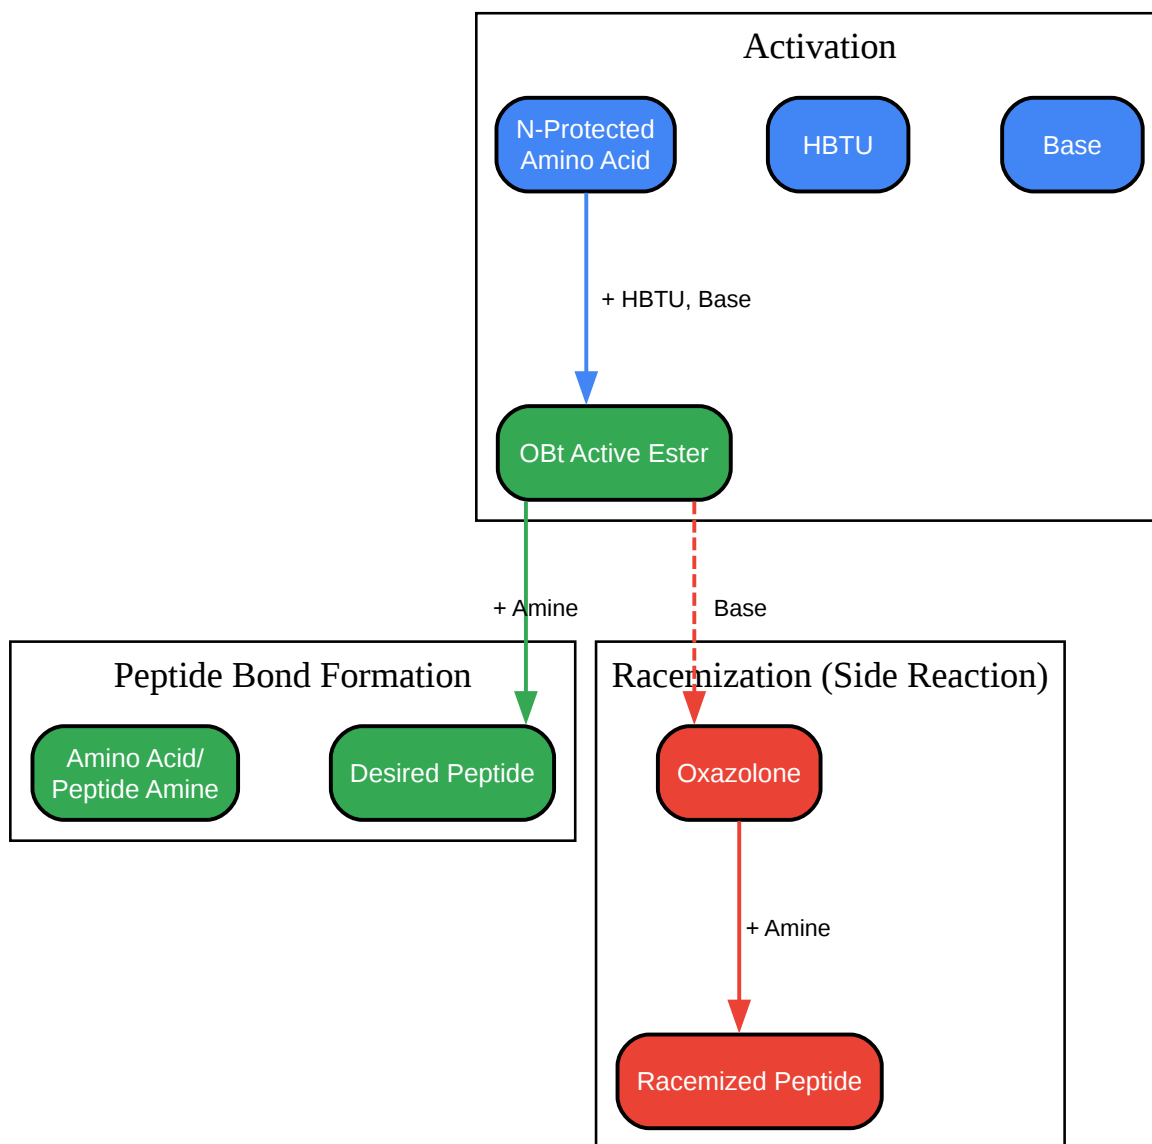 Activation
N-Protected
Amino Acid
HBTU
Base
+ HBTU, Base
OBt Active Ester
+ Amine
Base
Peptide Bond Formation
Racemization (Side Reaction)
Amino Acid/
Peptide Amine
Desired Peptide
Oxazolone
+ Amine
Racemized Peptide